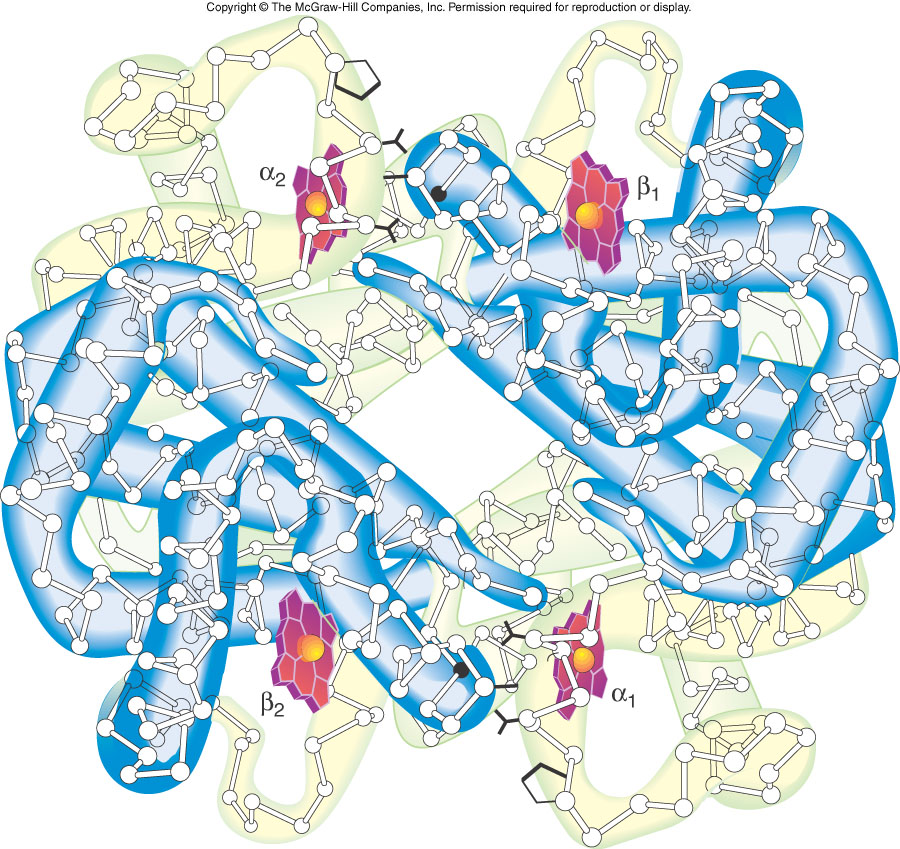 Copyright © The McGraw-Hill Companies, Inc. Permission required for reproduction or display.
α2
β1
β2
α1